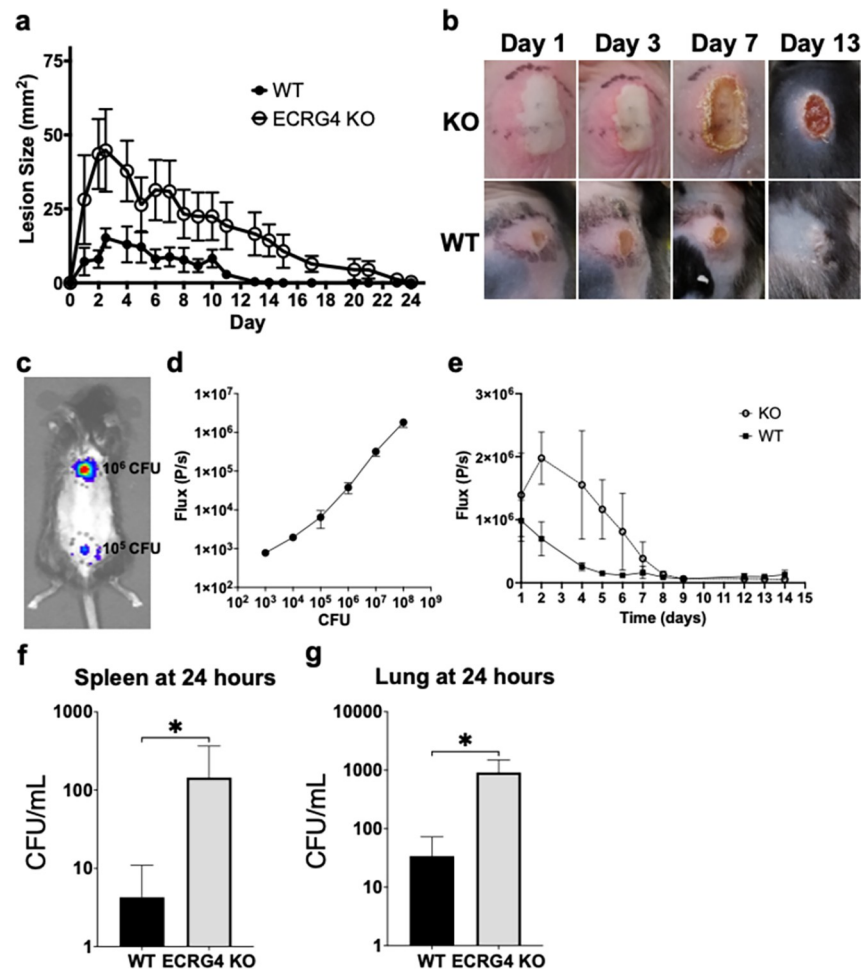 a
75
50
25
0
Lesion Size (mm²)
WT
ECRG4 KO
0 2 4 6 8 10 12 14 16 18 20 22 24
Day
b
Day 1 Day 3 Day 7 Day 13
KO
WT
c
10⁶ CFU
10⁵ CFU
d
1×10⁷
1×10⁶
1×10⁵
1×10⁴
1×10³
1×10²
Flux (P/s)
10² 10³ 10⁴ 10⁵ 10⁶ 10⁷ 10⁸ 10⁹
CFU
e
3×10⁶
2×10⁶
1×10⁶
0
Flux (P/s)
KO
WT
1 2 3 4 5 6 7 8 9 10 11 12 13 14 15
Time (days)
f
Spleen at 24 hours
1000
100
10
1
CFU/mL
*
WT ECRG4 KO
g
Lung at 24 hours
10000
1000
100
10
1
CFU/mL
*
WT ECRG4 KO